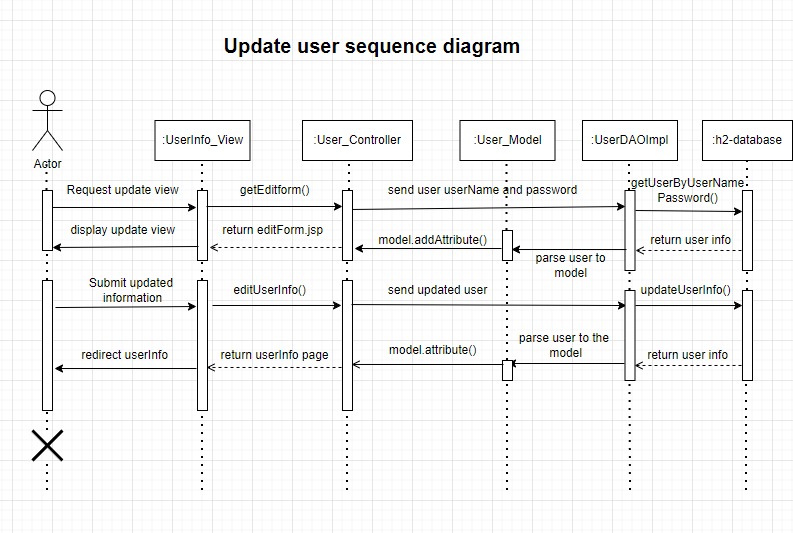 Update user sequence diagram
Actor
:UserInfo_View
:User_Controller
:User_Model
:UserDAOImpl
:h2-database
Request update view
getEditform()
send user userName and password
getUserByUserName
Password()
display update view
return editForm.jsp
model.addAttribute()
parse user to
model
return user info
Submit updated
information
editUserInfo()
send updated user
updateUserInfo()
redirect userInfo
return userInfo page
model.attribute()
parse user to the
model
return user info